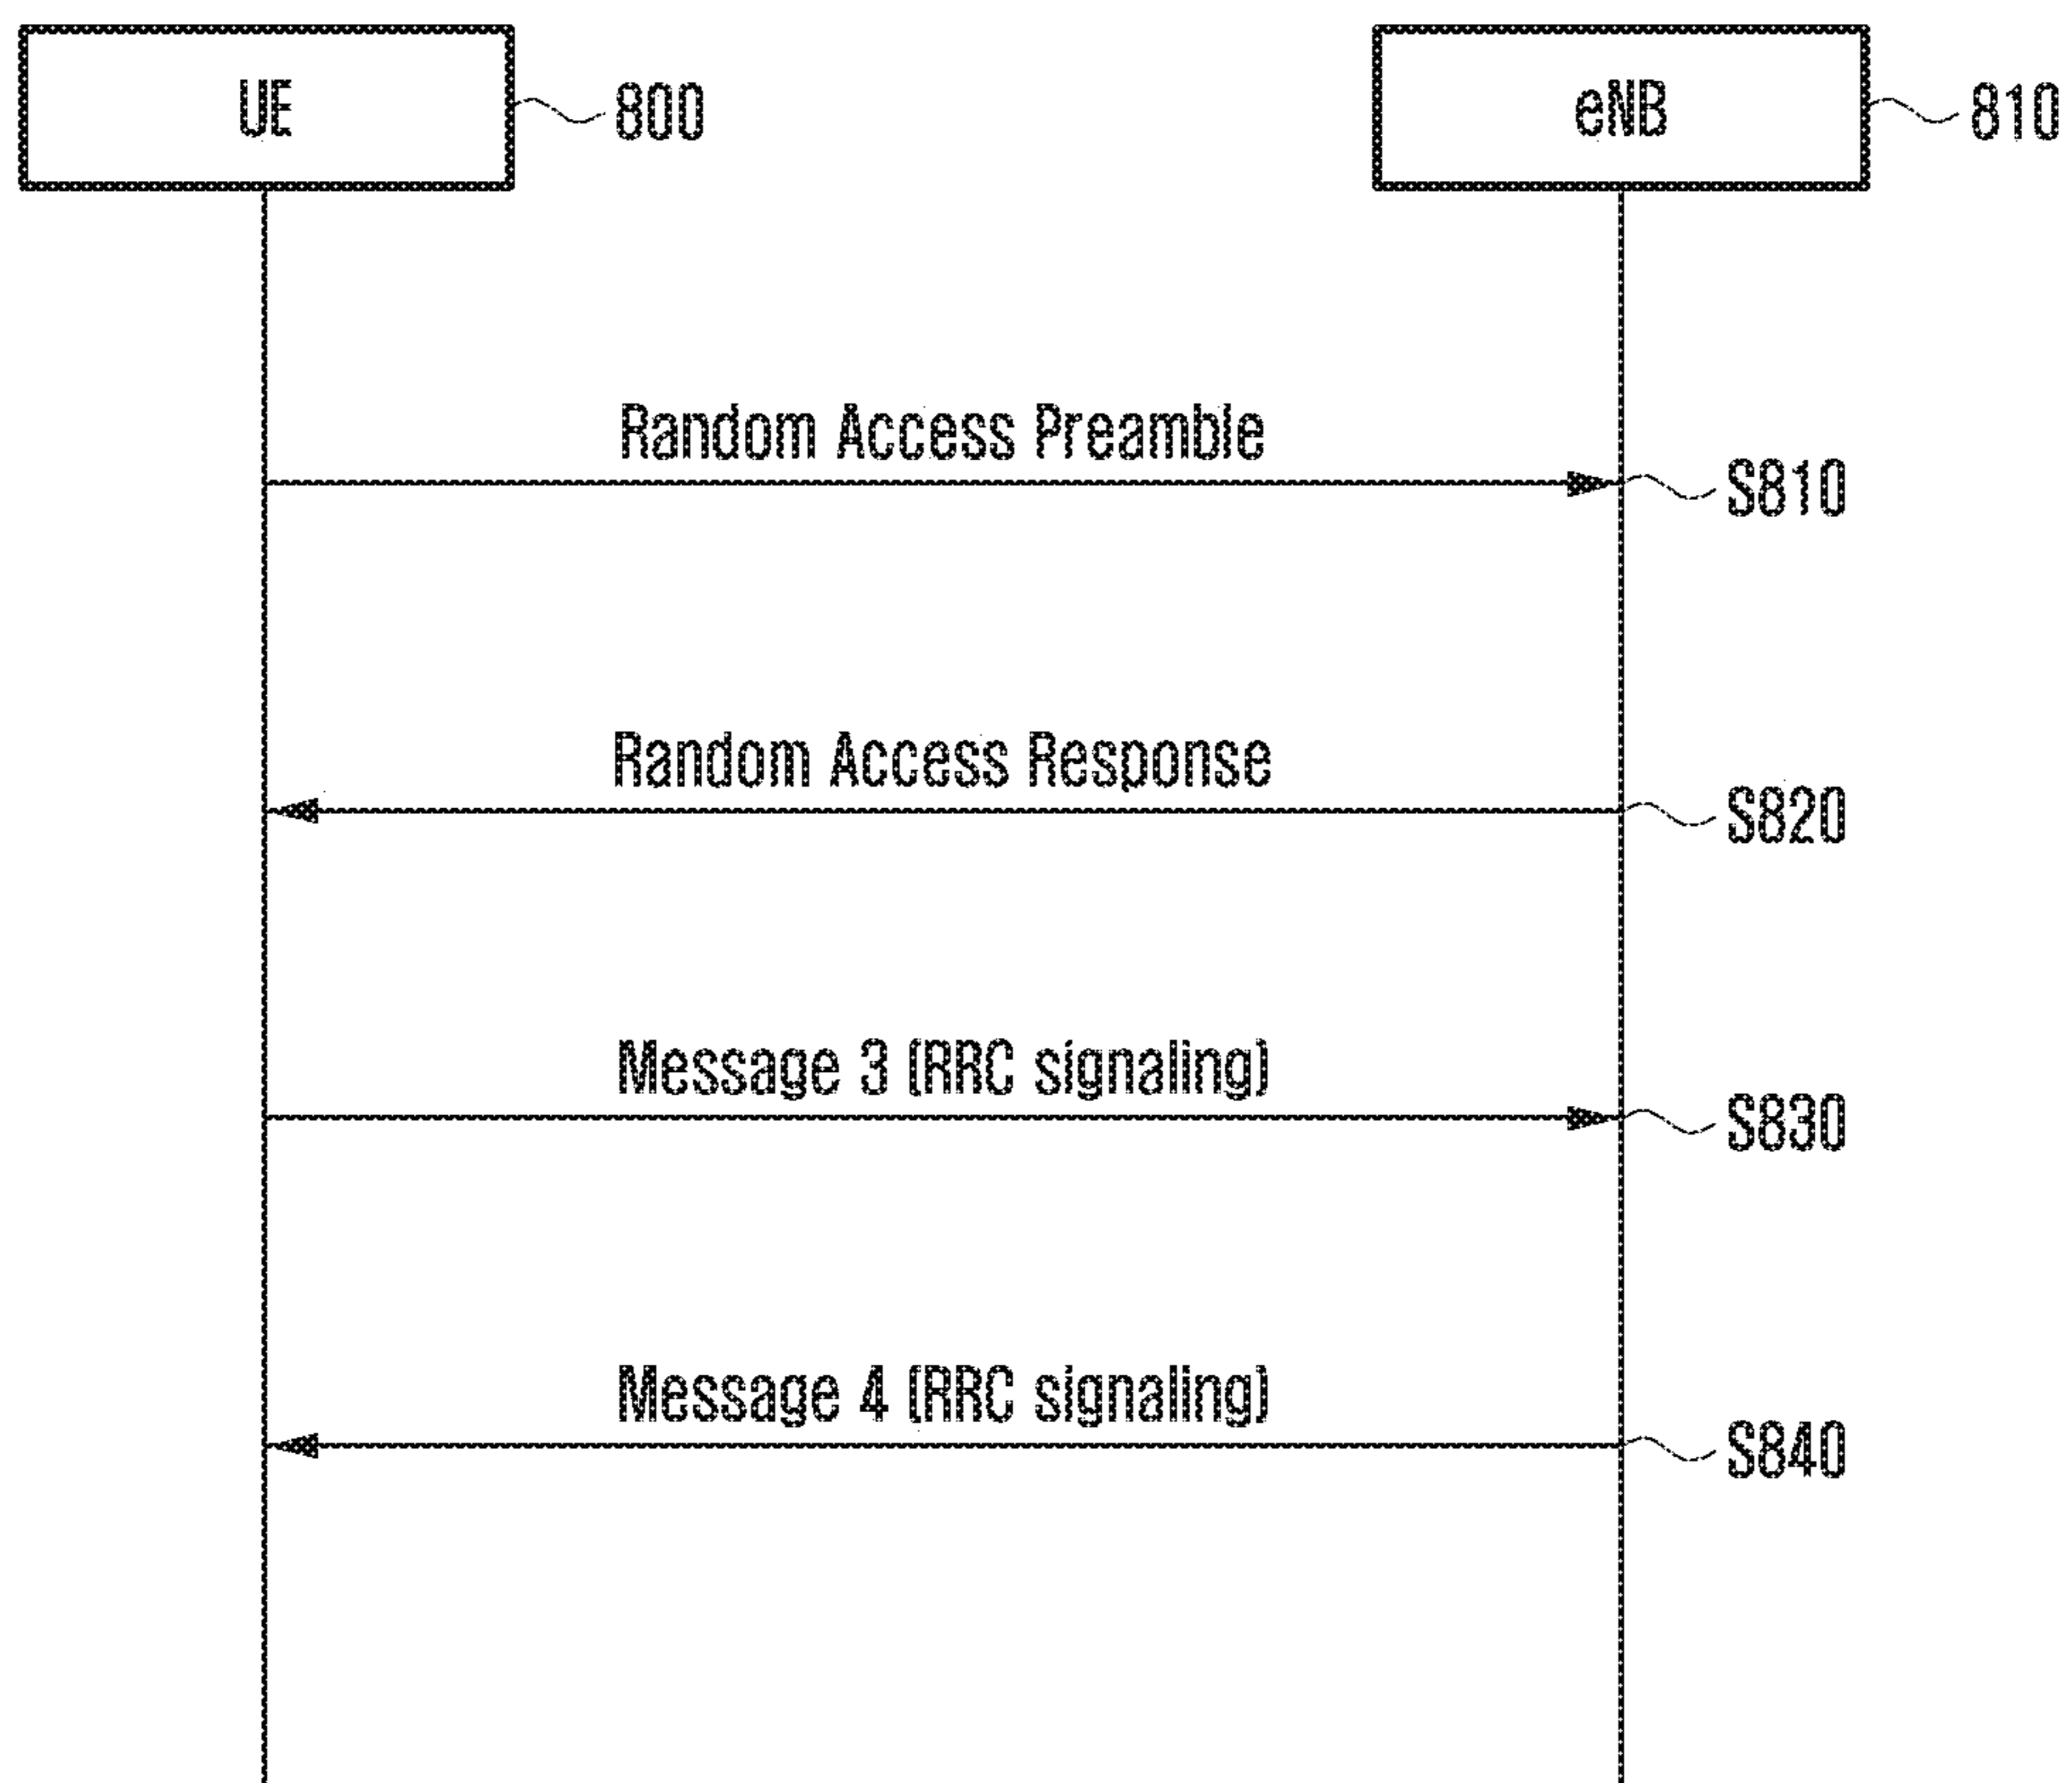 UE
800
eNB
810
Random Access Preamble
S810
Random Access Response
S820
Message 3 (RRC signaling)
S830
Message 4 (RRC signaling)
S840